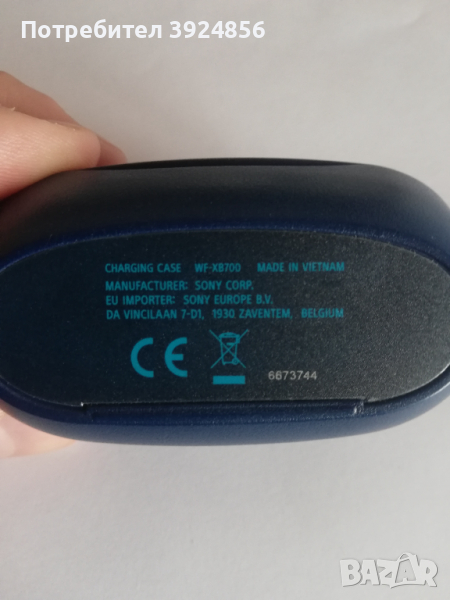 Потребител 3924856
CHARGING CASE WF-XB700 MADE IN VIETNAM
MANUFACTURER: SONY CORP.
EU IMPORTER: SONY EUROPE B.V.
DA VINCILAAN 7-D1, 1930 ZAVENTEM, BELGIUM
CE
6673744
BAZAR